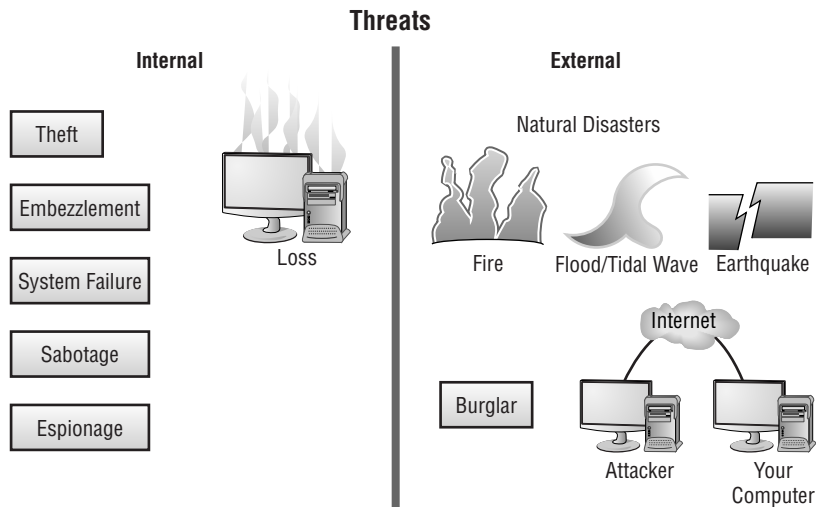 Threats
Internal
External
Theft
Embezzlement
System Failure
Sabotage
Espionage
Loss
Natural Disasters
Fire
Flood/Tidal Wave
Earthquake
Internet
Burglar
Attacker
Your
Computer